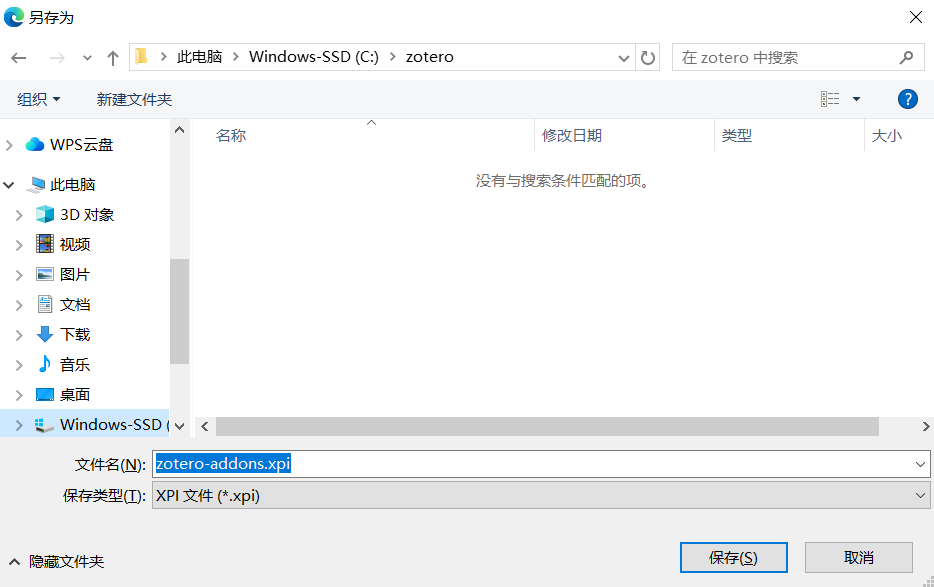 另存为
此电脑 > Windows-SSD (C:) > zotero
在 zotero 中搜索
组织 新建文件夹
名称 修改日期 类型 大小
没有与搜索条件匹配的项。
WPS云盘
此电脑
3D 对象
视频
图片
文档
下载
音乐
桌面
Windows-SSD (
文件名(N): zotero-addons.xpi
保存类型(T): XPI 文件 (*.xpi)
隐藏文件夹 保存(S) 取消